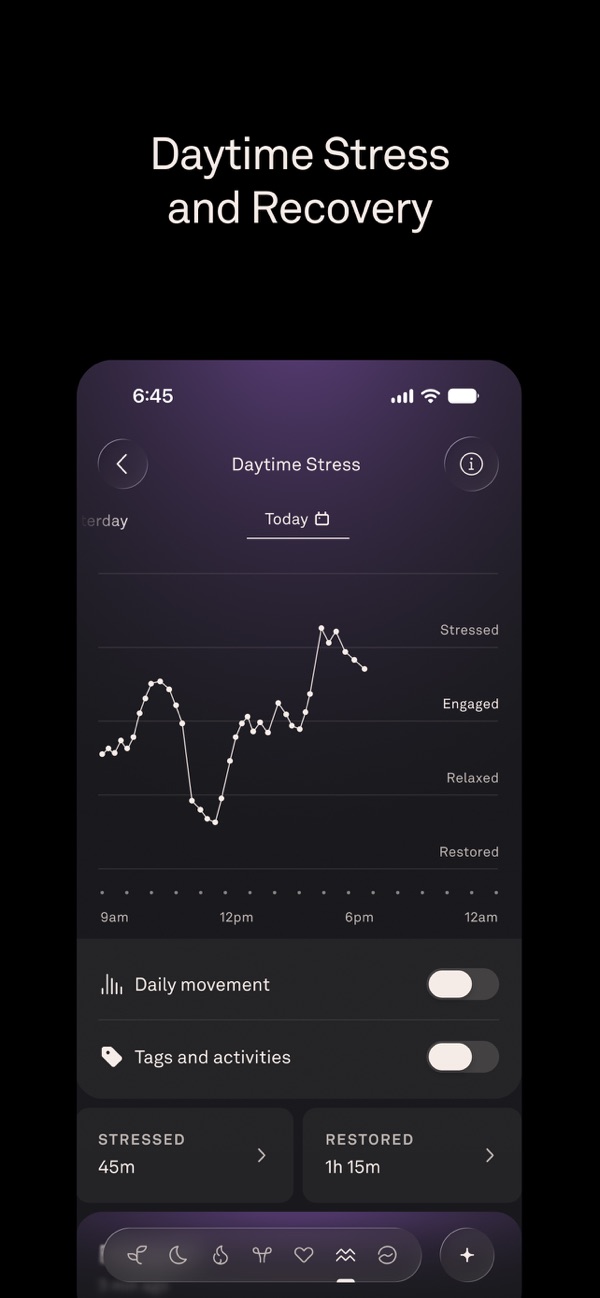 Daytime Stress
and Recovery
6:45
Daytime Stress
terday
Today
Stressed
Engaged
Relaxed
Restored
9am 12pm 6pm 12am
Daily movement
Tags and activities
STRESSED
45m
RESTORED
1h 15m